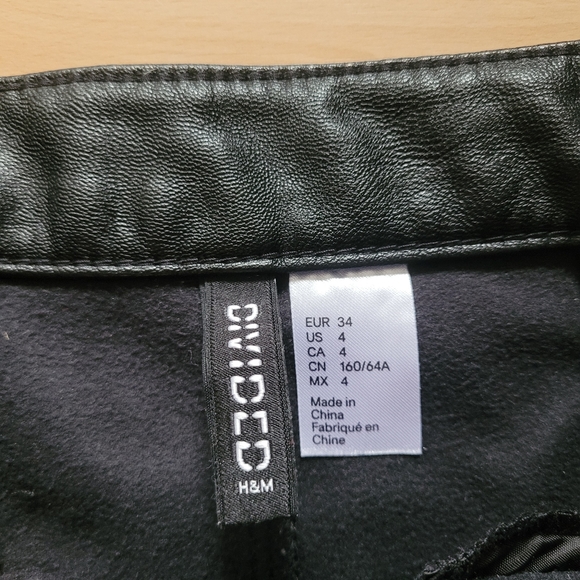 DIVIDED
H&M
EUR 34
US 4
CA 4
CN 160/64A
MX 4
Made in
China
Fabriqué en
Chine